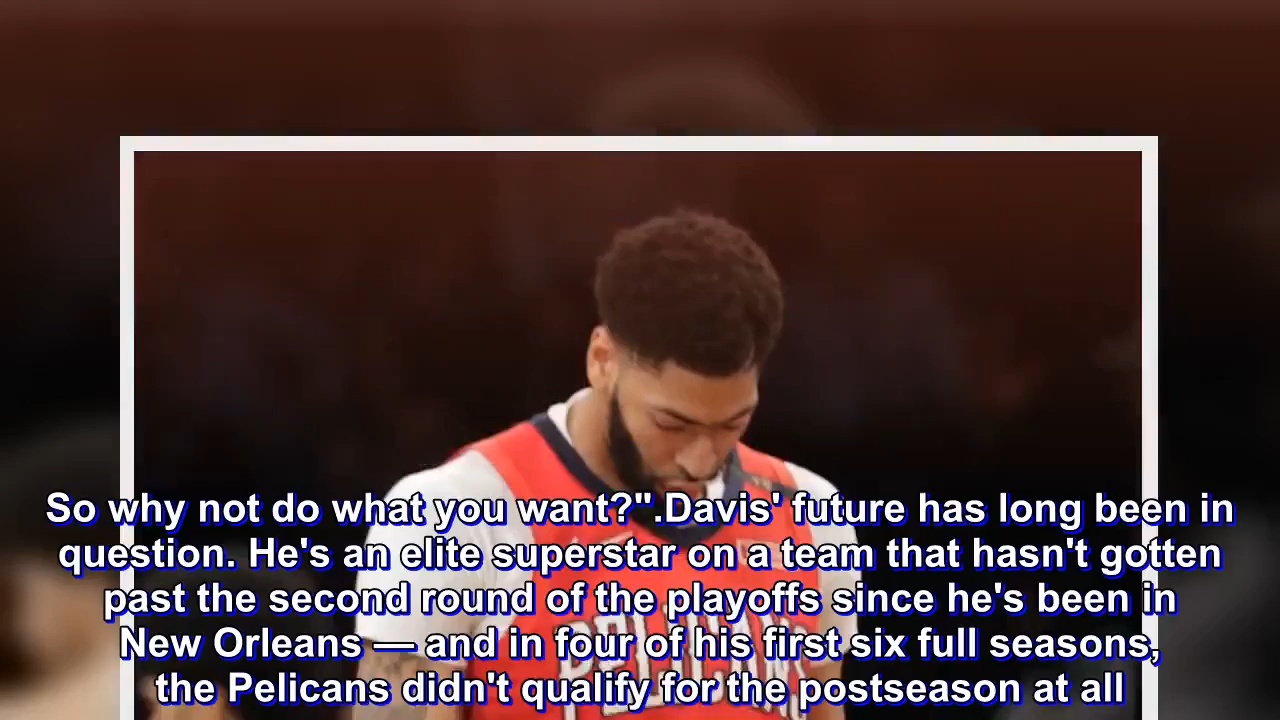 So why not do what you want?".Davis' future has long been in
question. He's an elite superstar on a team that hasn't gotten
past the second round of the playoffs since he's been in
New Orleans — and in four of his first six full seasons,
the Pelicans didn't qualify for the postseason at all
PELICANS